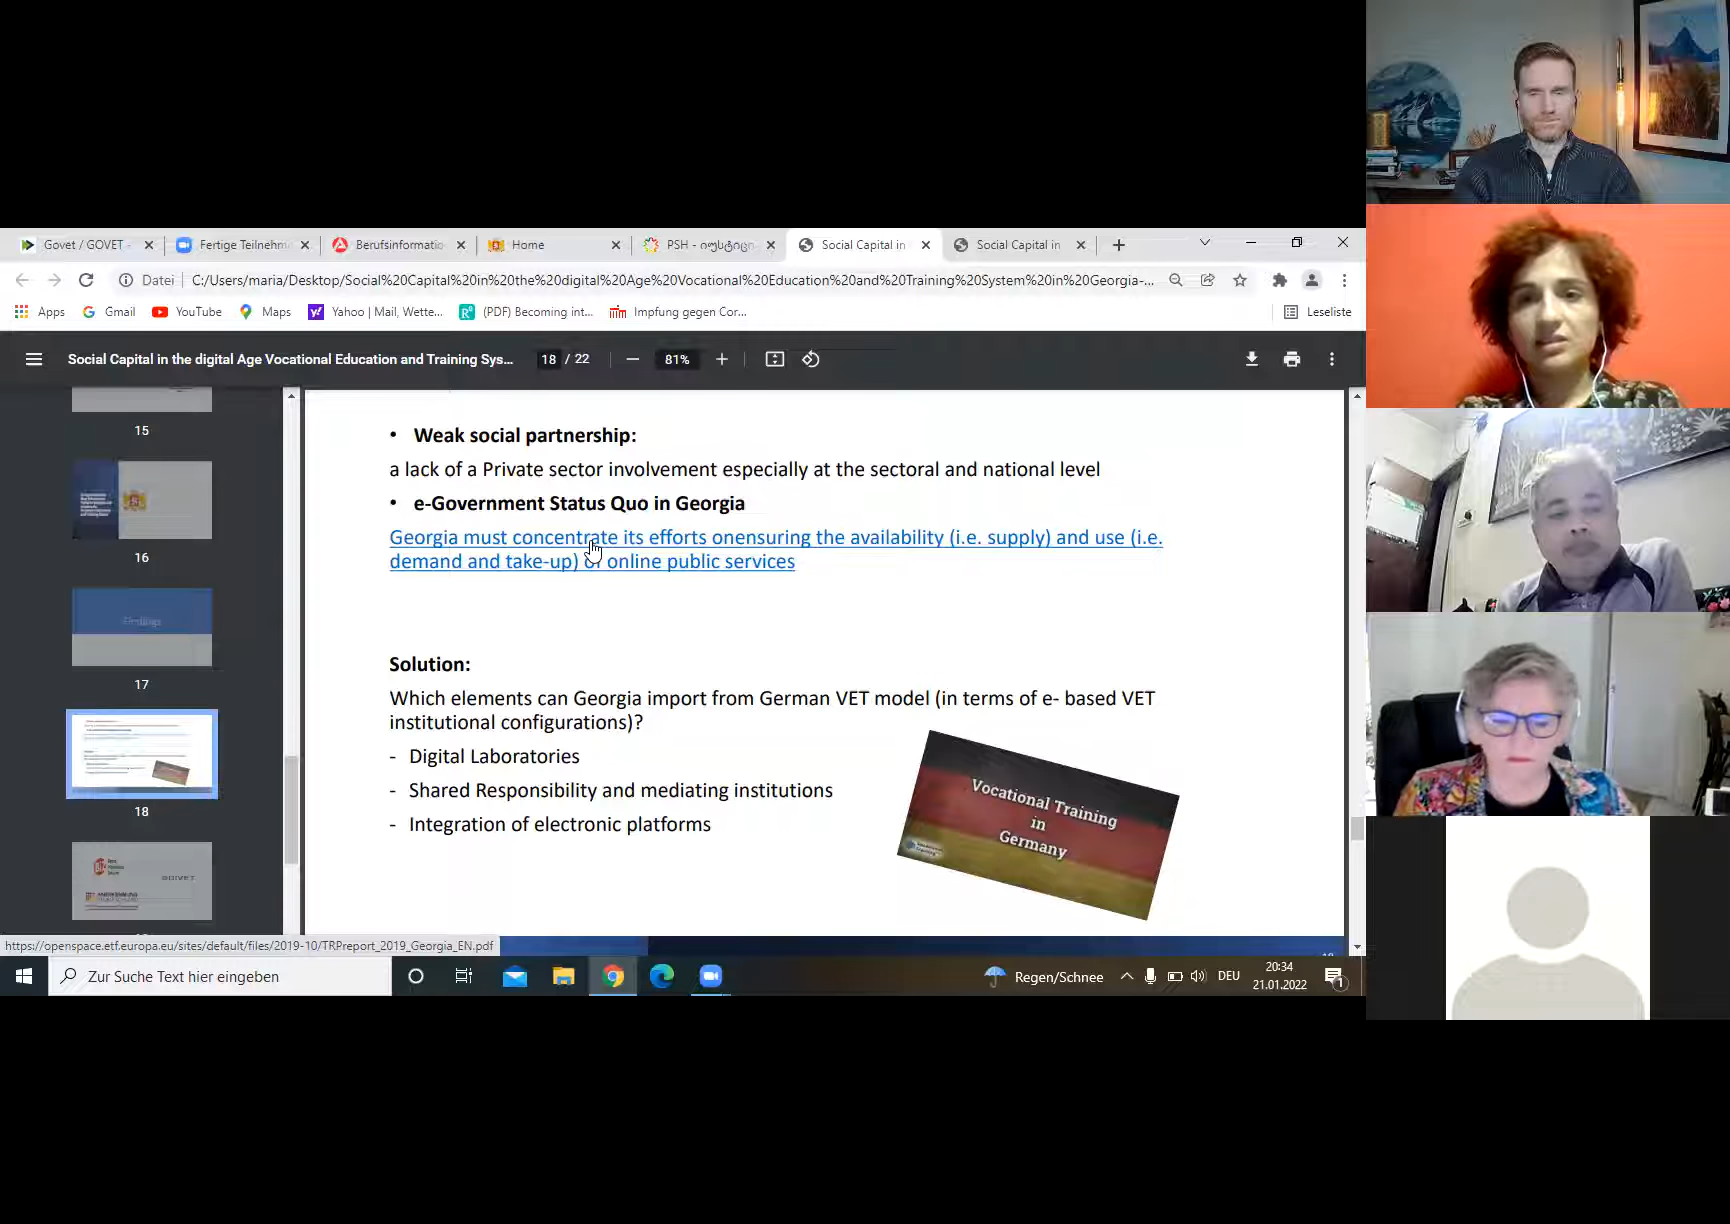 Govet / GOVET -
Fertige Teilnehm
Berufsinformatio
Home
PSH - იუსტიცი
Social Capital in
Social Capital in
Datei
C:/Users/maria/Desktop/Social%20Capital%20in%20the%20digital%20Age%20Vocational%20Education%20and%20Training%20System%20in%20Georgia-...
Apps
Gmail
YouTube
Maps
Yahoo | Mail, Wette...
(PDF) Becoming int...
Impfung gegen Cor...
Leseliste
Social Capital in the digital Age Vocational Education and Training Sys...
18 / 22
81%
15
16
Findings
17
18
GOVET
• Weak social partnership:
a lack of a Private sector involvement especially at the sectoral and national level
• e-Government Status Quo in Georgia
Georgia must concentrate its efforts onensuring the availability (i.e. supply) and use (i.e.
demand and take-up) of online public services
Solution:
Which elements can Georgia import from German VET model (in terms of e- based VET
institutional configurations)?
- Digital Laboratories
- Shared Responsibility and mediating institutions
- Integration of electronic platforms
Vocational Training
in
Germany
https://openspace.etf.europa.eu/sites/default/files/2019-10/TRPreport_2019_Georgia_EN.pdf
Zur Suche Text hier eingeben
Regen/Schnee
DEU
20:34
21.01.2022
1